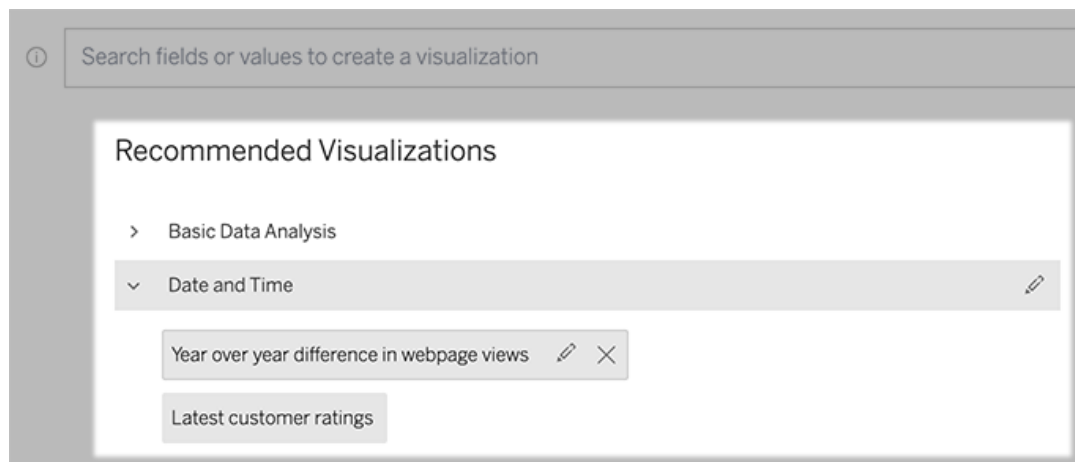 Search fields or values to create a visualization
Recommended Visualizations
Basic Data Analysis
Date and Time
Year over year difference in webpage views
Latest customer ratings